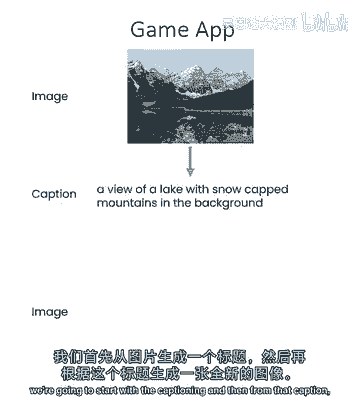 Game App
Image
Caption
a view of a lake with snow capped
mountains in the background
Image
我们首先从图片生成一个标题，然后再
根据这个标题生成一张全新的图像。
we're going to start with the captioning and then from that caption,